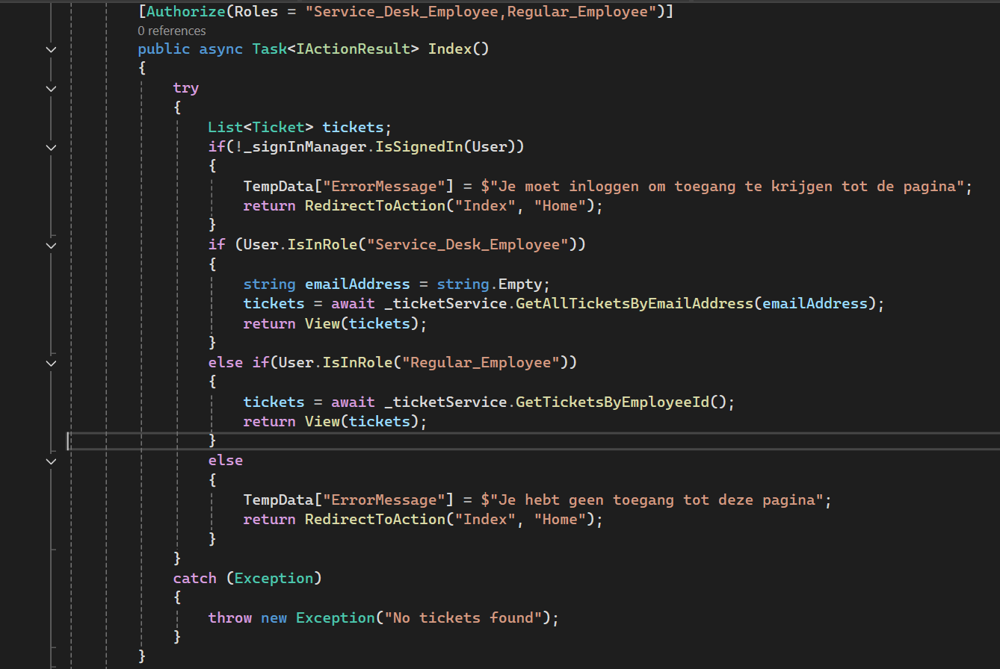 [Authorize(Roles = "Service_Desk_Employee,Regular_Employee")]
0 references
public async Task<IActionResult> Index()
{
try
{
List<Ticket> tickets;
if(!_signInManager.IsSignedIn(User))
{
TempData["ErrorMessage"] = $"Je moet inloggen om toegang te krijgen tot de pagina";
return RedirectToAction("Index", "Home");
}
if (User.IsInRole("Service_Desk_Employee"))
{
string emailAddress = string.Empty;
tickets = await _ticketService.GetAllTicketsByEmailAddress(emailAddress);
return View(tickets);
}
else if(User.IsInRole("Regular_Employee"))
{
tickets = await _ticketService.GetTicketsByEmployeeId();
return View(tickets);
}
else
{
TempData["ErrorMessage"] = $"Je hebt geen toegang tot deze pagina";
return RedirectToAction("Index", "Home");
}
}
catch (Exception)
{
throw new Exception("No tickets found");
}
}